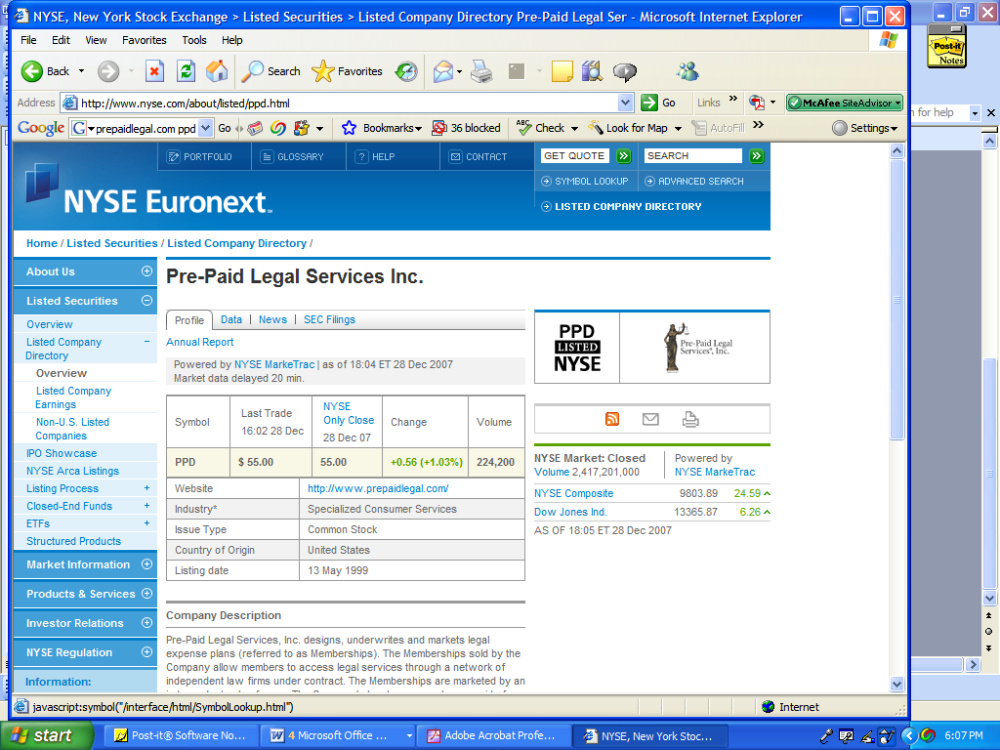 NYSE, New York Stock Exchange > Listed Securities > Listed Company Directory Pre-Paid Legal Ser - Microsoft Internet Explorer
File Edit View Favorites Tools Help
Back Search Favorites
Post-it
Notes
Address http://www.nyse.com/about/listed/ppd.html Go Links » McAfee SiteAdvisor
n for help
Google G prepaidlegal.com ppd Go Bookmarks 36 blocked Check Look for Map AutoFill » Settings
PORTFOLIO GLOSSARY ? HELP CONTACT GET QUOTE SEARCH
SYMBOL LOOKUP ADVANCED SEARCH
LISTED COMPANY DIRECTORY
NYSE Euronext
Home / Listed Securities / Listed Company Directory /
About Us
Listed Securities
Overview
Listed Company
Directory
Overview
Listed Company
Earnings
Non-U.S. Listed
Companies
IPO Showcase
NYSE Arca Listings
Listing Process +
Closed-End Funds +
ETFs +
Structured Products
Market Information
Products & Services
Investor Relations
NYSE Regulation
Information:
Pre-Paid Legal Services Inc.
Profile Data | News | SEC Filings
Annual Report
Powered by NYSE MarkeTrac | as of 18:04 ET 28 Dec 2007
Market data delayed 20 min.
Symbol Last Trade 16:02 28 Dec NYSE Only Close 28 Dec 07 Change Volume
PPD $ 55.00 55.00 +0.56 (+1.03%) 224,200
Website http://www.prepaidlegal.com/
Industry* Specialized Consumer Services
Issue Type Common Stock
Country of Origin United States
Listing date 13 May 1999
Company Description
Pre-Paid Legal Services, Inc. designs, underwrites and markets legal
expense plans (referred to as Memberships). The Memberships sold by the
Company allow members to access legal services through a network of
independent law firms under contract. The Memberships are marketed by an
PPD
LISTED
NYSE
Pre-Paid Legal
Services, Inc.
NYSE Market: Closed
Volume 2,417,201,000
Powered by
NYSE MarkeTrac
NYSE Composite 9803.89 24.59
Dow Jones Ind. 13365.87 6.26
AS OF 18:05 ET 28 Dec 2007
javascript:symbol("/interface/html/SymbolLookup.html") Internet
start Post-it® Software No... 4 Microsoft Office ... Adobe Acrobat Profe... NYSE, New York Stoc... 6:07 PM